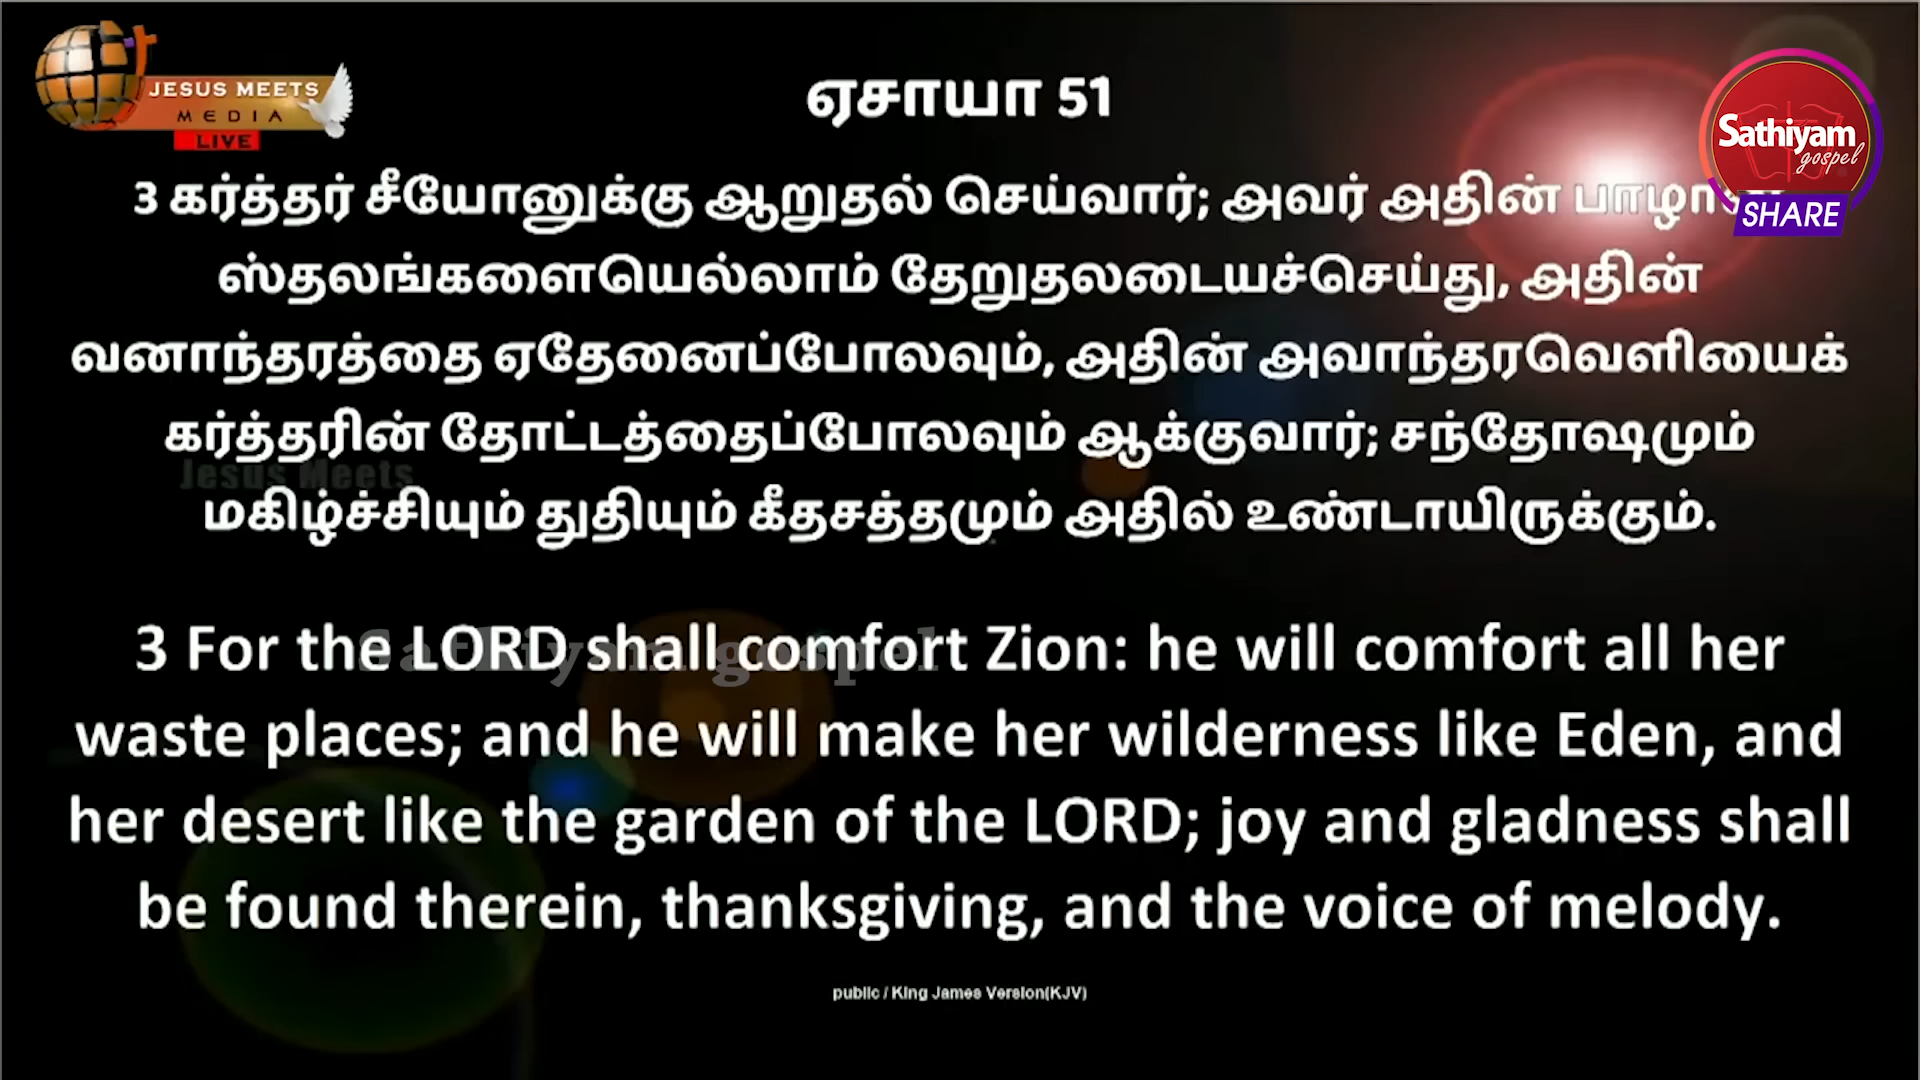 JESUS MEETS
MEDIA
LIVE
ஏசாயா 51
Sathiyam
gospel
SHARE
3 கர்த்தர் சீயோனுக்கு ஆறுதல் செய்வார்; அவர் அதின்
ஸ்தலங்களையெல்லாம் தேறுதலடையச்செய்து, அதின்
வனாந்தரத்தை ஏதேனைப்போலவும், அதின் அவாந்தரவெளியைக்
கர்த்தரின் தோட்டத்தைப்போலவும் ஆக்குவார்; சந்தோஷமும்
Jesus Meets
மகிழ்ச்சியும் துதியும் கீதசத்தமும் அதில் உண்டாயிருக்கும்.
3 For the LORD shall comfort Zion: he will comfort all her
Sathiyam gospel
waste places; and he will make her wilderness like Eden, and
her desert like the garden of the LORD; joy and gladness shall
be found therein, thanksgiving, and the voice of melody.
public / King James Version(KJV)